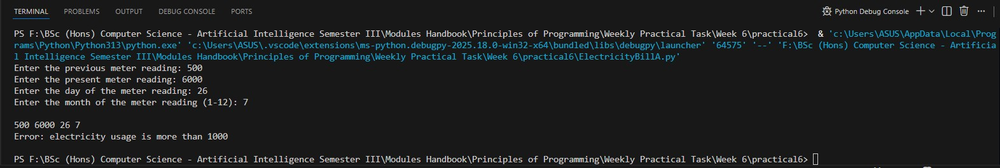 TERMINAL PROBLEMS OUTPUT DEBUG CONSOLE PORTS Python Debug Console
PS F:\BSc (Hons) Computer Science - Artificial Intelligence Semester III\Modules Handbook\Principles of Programming\Weekly Practical Task\Week 6\practical6>  & 'c:\Users\ASUS\AppData\Local\Prog
rams\Python\Python313\python.exe' 'c:\Users\ASUS\.vscode\extensions\ms-python.debugpy-2025.18.0-win32-x64\bundled\libs\debugpy\launcher' '64575' '--' 'F:\BSc (Hons) Computer Science - Artificia
l Intelligence Semester III\Modules Handbook\Principles of Programming\Weekly Practical Task\Week 6\practical6\ElectricityBillA.py'
Enter the previous meter reading: 500
Enter the present meter reading: 6000
Enter the day of the meter reading: 26
Enter the month of the meter reading (1-12): 7
500 6000 26 7
Error: electricity usage is more than 1000
PS F:\BSc (Hons) Computer Science - Artificial Intelligence Semester III\Modules Handbook\Principles of Programming\Weekly Practical Task\Week 6\practical6>